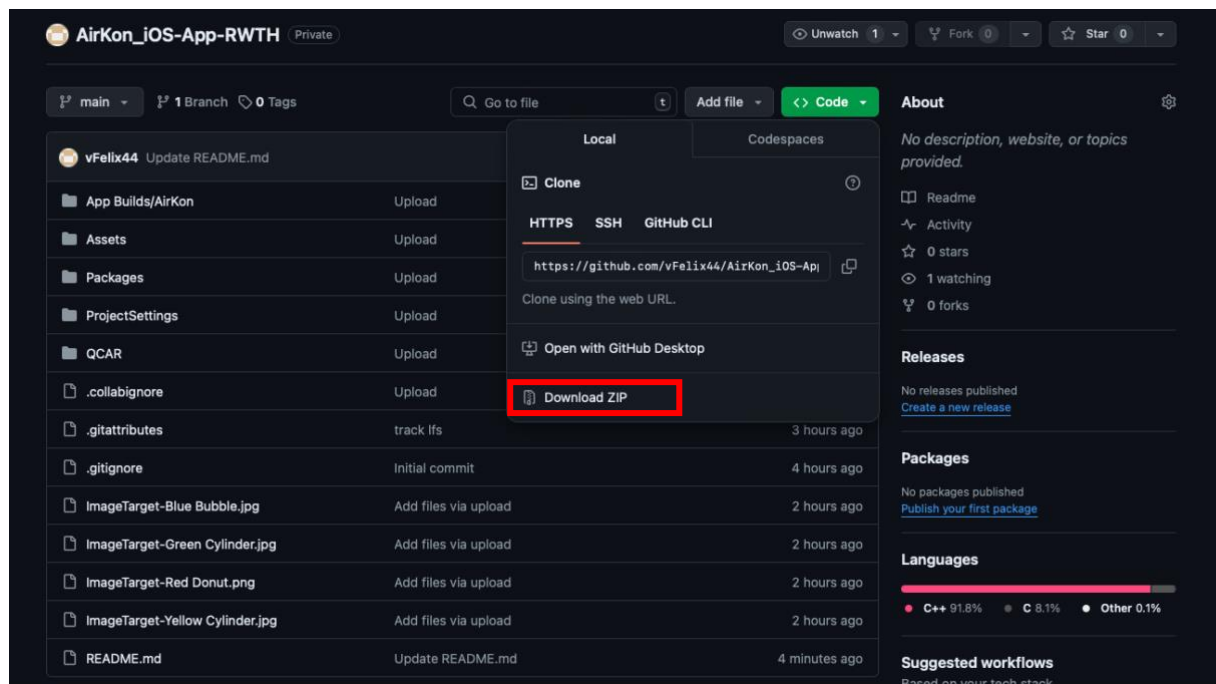 AirKon_iOS-App-RWTH Private
Unwatch 1 Fork 0 Star 0
main 1 Branch 0 Tags Go to file t Add file <> Code
Local Codespaces
Clone
HTTPS SSH GitHub CLI
https://github.com/vFelix44/AirKon_iOS-Ap
Clone using the web URL.
Open with GitHub Desktop
Download ZIP
vFelix44 Update README.md
App Builds/AirKon Upload
Assets Upload
Packages Upload
ProjectSettings Upload
QCAR Upload
.collabignore Upload
.gitattributes track lfs 3 hours ago
.gitignore Initial commit 4 hours ago
ImageTarget-Blue Bubble.jpg Add files via upload 2 hours ago
ImageTarget-Green Cylinder.jpg Add files via upload 2 hours ago
ImageTarget-Red Donut.png Add files via upload 2 hours ago
ImageTarget-Yellow Cylinder.jpg Add files via upload 2 hours ago
README.md Update README.md 4 minutes ago
About
No description, website, or topics
provided.
Readme
Activity
0 stars
1 watching
0 forks
Releases
No releases published
Create a new release
Packages
No packages published
Publish your first package
Languages
C++ 91.8% C 8.1% Other 0.1%
Suggested workflows
Based on your tech stack